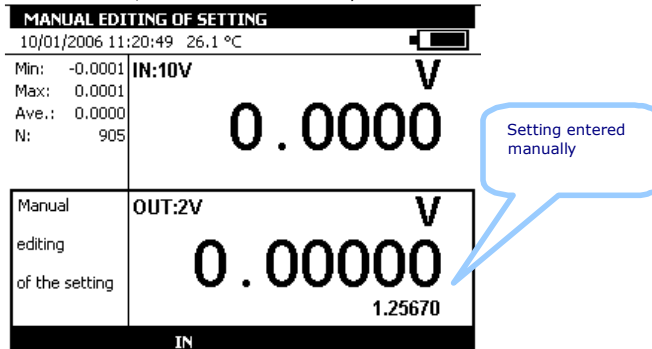 MANUAL EDITING OF SETTING
10/01/2006 11:20:49 26.1 °C
Min: -0.0001
Max: 0.0001
Ave.: 0.0000
N: 905
IN:10V V
0.0000
Setting entered
manually
Manual
editing
of the setting
OUT:2V V
0.00000
1.25670
IN